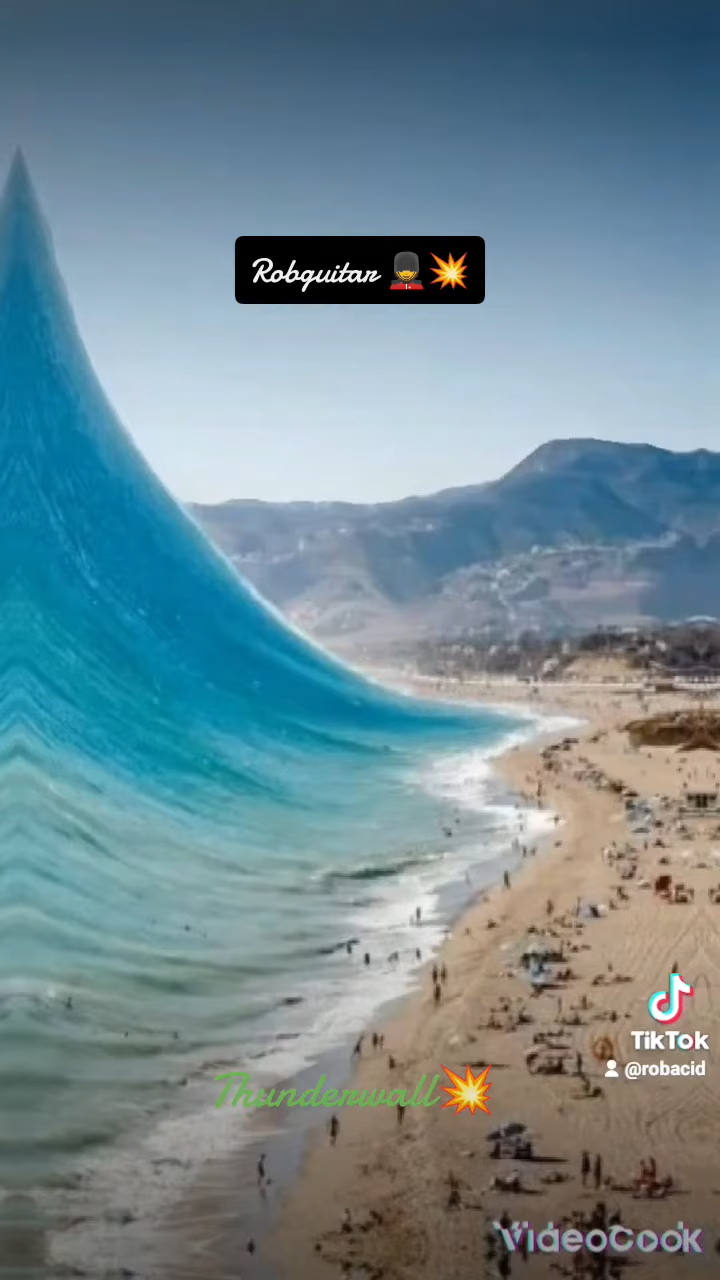 Robguitar 💂💥
TikTok
@robacid
Thunderwall💥
VideoCook